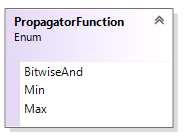 PropagatorFunction
Enum
BitwiseAnd
Min
Max